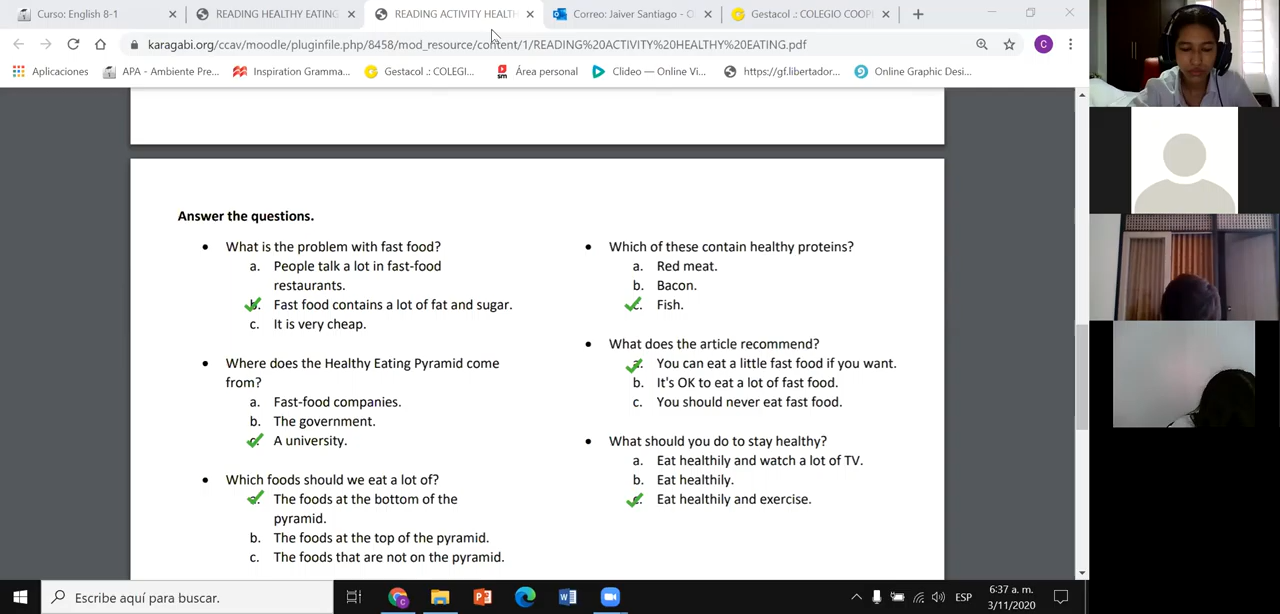 Curso: English 8-1
READING HEALTHY EATING
READING ACTIVITY HEALTH
Correo: Jaiver Santiago - O
Gestacol .: COLEGIO COOP
karagabi.org/ccav/moodle/pluginfile.php/8458/mod_resource/content/1/READING%20ACTIVITY%20HEALTHY%20EATING.pdf
C
Aplicaciones
APA - Ambiente Pre...
Inspiration Gramma...
Gestacol .: COLEGI...
sm
Área personal
Clideo — Online Vi...
https://gf.libertador...
Online Graphic Desi...
Answer the questions.
• What is the problem with fast food?
a. People talk a lot in fast-food
restaurants.
b. Fast food contains a lot of fat and sugar.
c. It is very cheap.
• Where does the Healthy Eating Pyramid come
from?
a. Fast-food companies.
b. The government.
c. A university.
• Which foods should we eat a lot of?
a. The foods at the bottom of the
pyramid.
b. The foods at the top of the pyramid.
c. The foods that are not on the pyramid.
• Which of these contain healthy proteins?
a. Red meat.
b. Bacon.
c. Fish.
• What does the article recommend?
a. You can eat a little fast food if you want.
b. It's OK to eat a lot of fast food.
c. You should never eat fast food.
• What should you do to stay healthy?
a. Eat healthily and watch a lot of TV.
b. Eat healthily.
c. Eat healthily and exercise.
Escribe aquí para buscar.
ESP
6:37 a. m.
3/11/2020